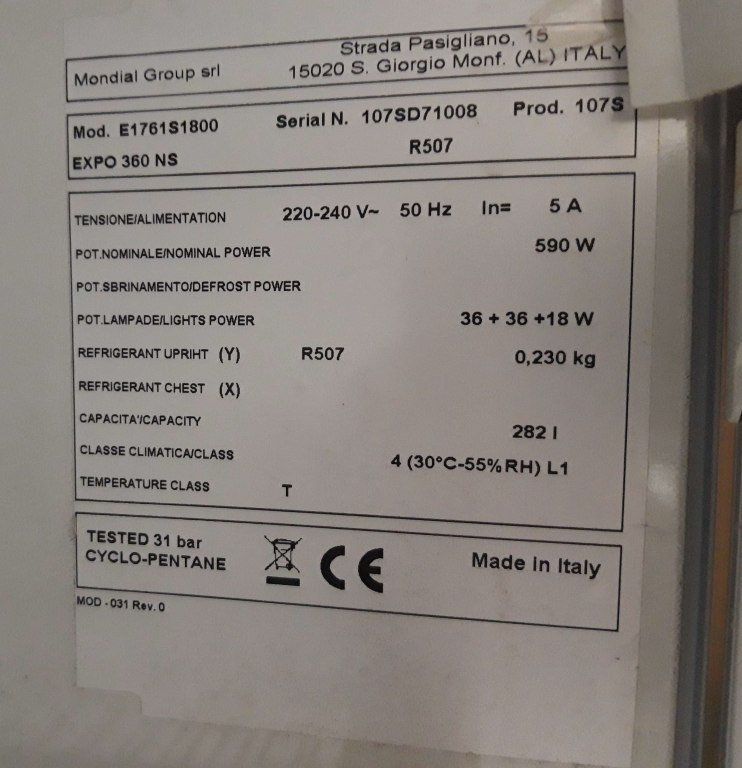 Mondial Group srl
Strada Pasigliano, 15
15020 S. Giorgio Monf. (AL) ITALY
Mod. E1761S1800 Serial N. 107SD71008 Prod. 107S
EXPO 360 NS R507
TENSIONE/ALIMENTATION 220-240 V~ 50 Hz In= 5 A
POT.NOMINALE/NOMINAL POWER 590 W
POT.SBRINAMENTO/DEFROST POWER
POT.LAMPADE/LIGHTS POWER 36 + 36 +18 W
REFRIGERANT UPRIHT (Y) R507 0,230 kg
REFRIGERANT CHEST (X)
CAPACITA'/CAPACITY 282 l
CLASSE CLIMATICA/CLASS 4 (30°C-55%RH) L1
TEMPERATURE CLASS T
TESTED 31 bar
CYCLO-PENTANE
CE
Made in Italy
MOD - 031 Rev. 0